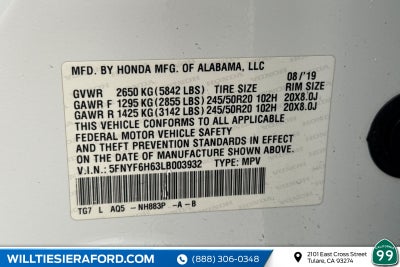 MFD. BY HONDA MFG. OF ALABAMA, LLC
08/'19
GVWR 2650 KG (5842 LBS) TIRE SIZE RIM SIZE
GAWR F 1295 KG (2855 LBS) 245/50R20 102H 20X8.0J
GAWR R 1425 KG (3142 LBS) 245/50R20 102H 20X8.0J
THIS VEHICLE CONFORMS TO ALL APPLICABLE
FEDERAL MOTOR VEHICLE SAFETY, BUMPER,
AND THEFT PREVENTION STANDARDS IN EFFECT
ON THE DATE OF MANUFACTURE SHOWN ABOVE.
V.I.N.: 5FNYF6H63LB003932 TYPE: MPV
TG7 L AQ5 -NH883P -A-B
WILLTIESIERAFORD.COM
(888) 306-0348
2101 East Cross Street
Tulare, CA 93274
CALIFORNIA
99